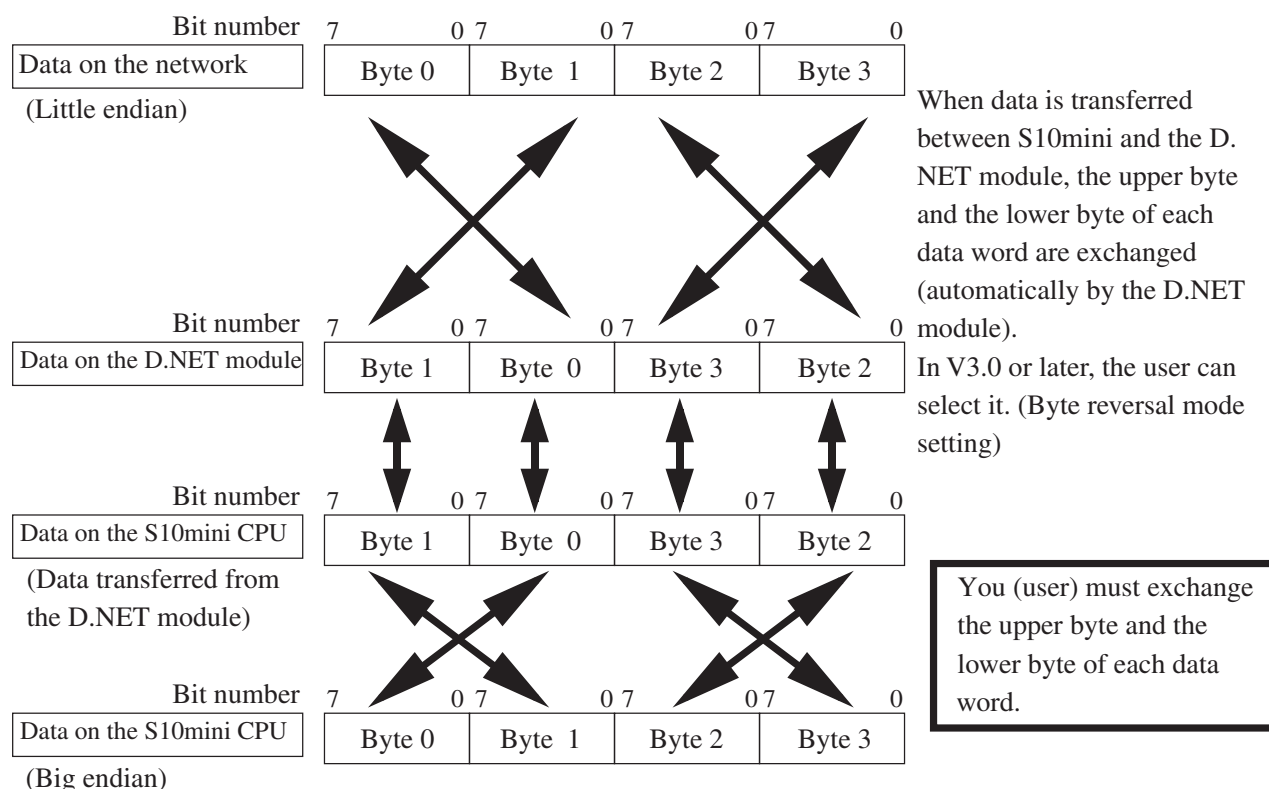 Bit number 7 0 7 0 7 0 7 0
Data on the network Byte 0 Byte 1 Byte 2 Byte 3
(Little endian)
When data is transferred
between S10mini and the D.
NET module, the upper byte
and the lower byte of each
data word are exchanged
(automatically by the D.NET
module).
In V3.0 or later, the user can
select it. (Byte reversal mode
setting)
Bit number 7 0 7 0 7 0 7 0
Data on the D.NET module Byte 1 Byte 0 Byte 3 Byte 2
Bit number 7 0 7 0 7 0 7 0
Data on the S10mini CPU Byte 1 Byte 0 Byte 3 Byte 2
(Data transferred from
the D.NET module)
You (user) must exchange
the upper byte and the
lower byte of each data
word.
Bit number 7 0 7 0 7 0 7 0
Data on the S10mini CPU Byte 0 Byte 1 Byte 2 Byte 3
(Big endian)